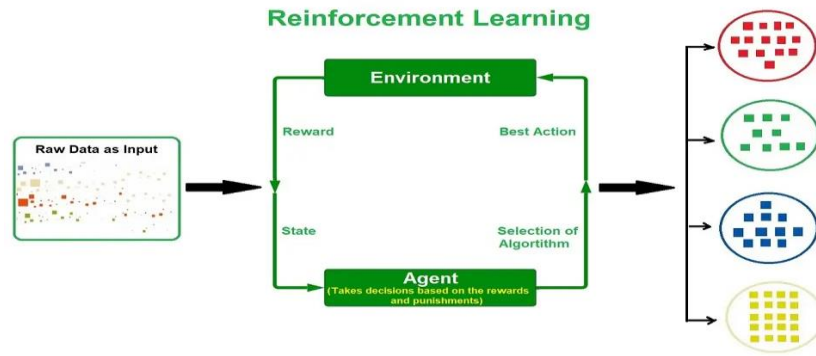 Reinforcement Learning
Environment
Reward
Best Action
Raw Data as Input
State
Selection of
Algortithm
Agent
(Takes decisions based on the rewards
and punishments)